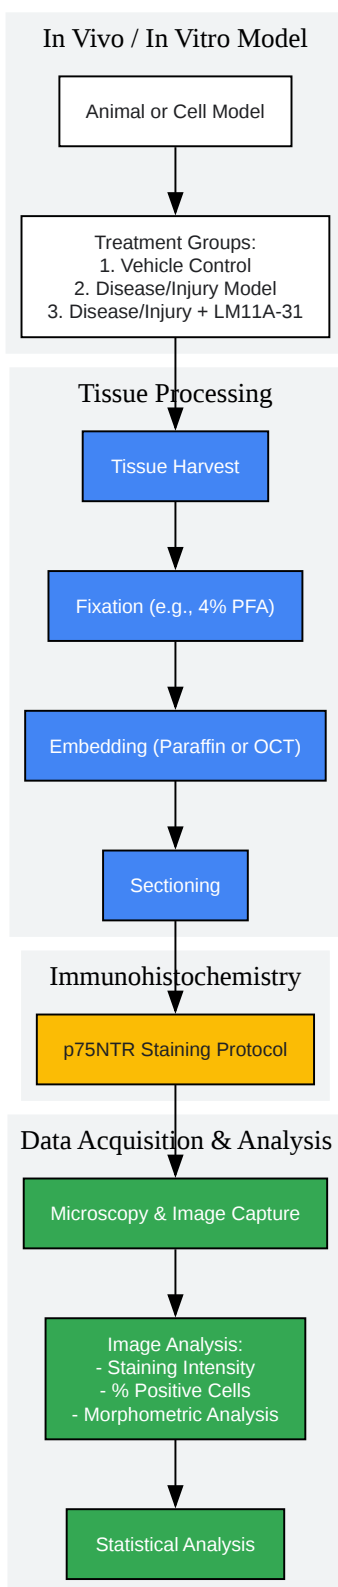 In Vivo / In Vitro Model
Animal or Cell Model
Treatment Groups:
1. Vehicle Control
2. Disease/Injury Model
3. Disease/Injury + LM11A-31
Tissue Processing
Tissue Harvest
Fixation (e.g., 4% PFA)
Embedding (Paraffin or OCT)
Sectioning
Immunohistochemistry
p75NTR Staining Protocol
Data Acquisition & Analysis
Microscopy & Image Capture
Image Analysis:
- Staining Intensity
- % Positive Cells
- Morphometric Analysis
Statistical Analysis